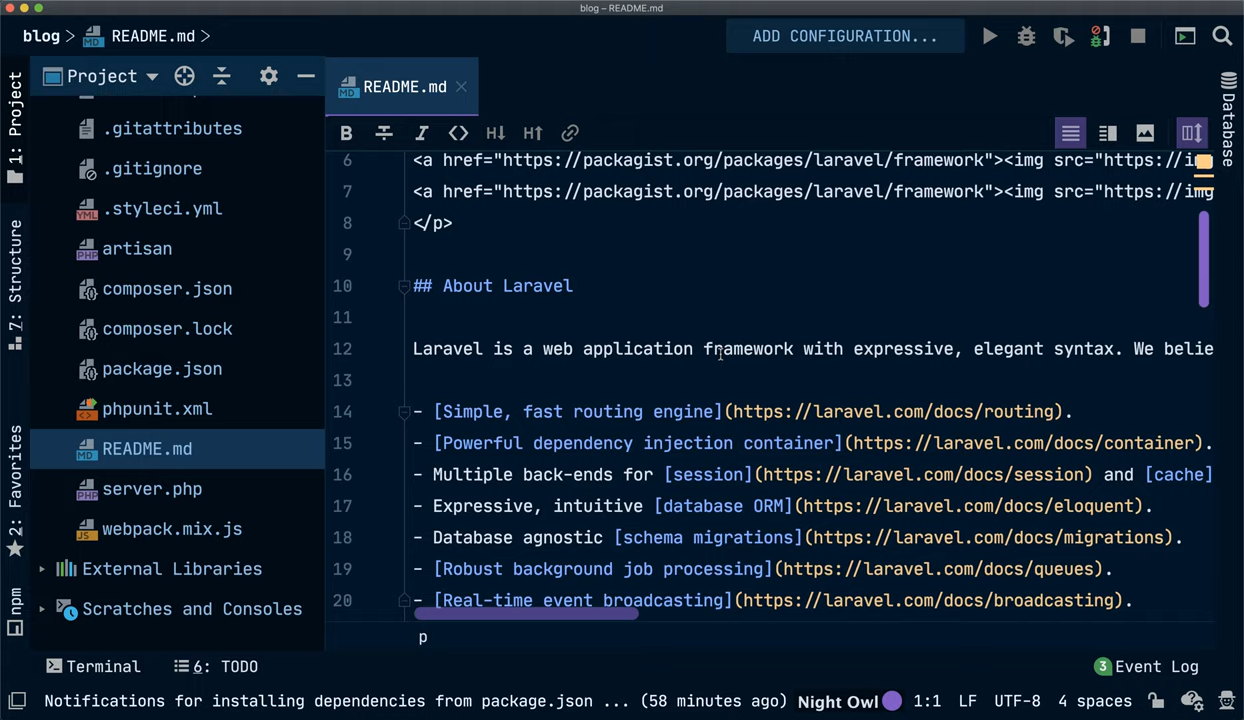 blog – README.md
blog > README.md >
ADD CONFIGURATION...
1: Project
Project
README.md
Database
.gitattributes
.gitignore
.styleci.yml
artisan
composer.json
composer.lock
package.json
phpunit.xml
README.md
server.php
webpack.mix.js
External Libraries
Scratches and Consoles
7: Structure
2: Favorites
npm
6 <a href="https://packagist.org/packages/laravel/framework"><img src="https://img
7 <a href="https://packagist.org/packages/laravel/framework"><img src="https://img
8 </p>
9
10 ## About Laravel
11
12 Laravel is a web application framework with expressive, elegant syntax. We belie
13
14 - [Simple, fast routing engine](https://laravel.com/docs/routing).
15 - [Powerful dependency injection container](https://laravel.com/docs/container).
16 - Multiple back-ends for [session](https://laravel.com/docs/session) and [cache]
17 - Expressive, intuitive [database ORM](https://laravel.com/docs/eloquent).
18 - Database agnostic [schema migrations](https://laravel.com/docs/migrations).
19 - [Robust background job processing](https://laravel.com/docs/queues).
20 - [Real-time event broadcasting](https://laravel.com/docs/broadcasting).
p
Terminal
6: TODO
3 Event Log
Notifications for installing dependencies from package.json ... (58 minutes ago)
Night Owl
1:1
LF
UTF-8
4 spaces